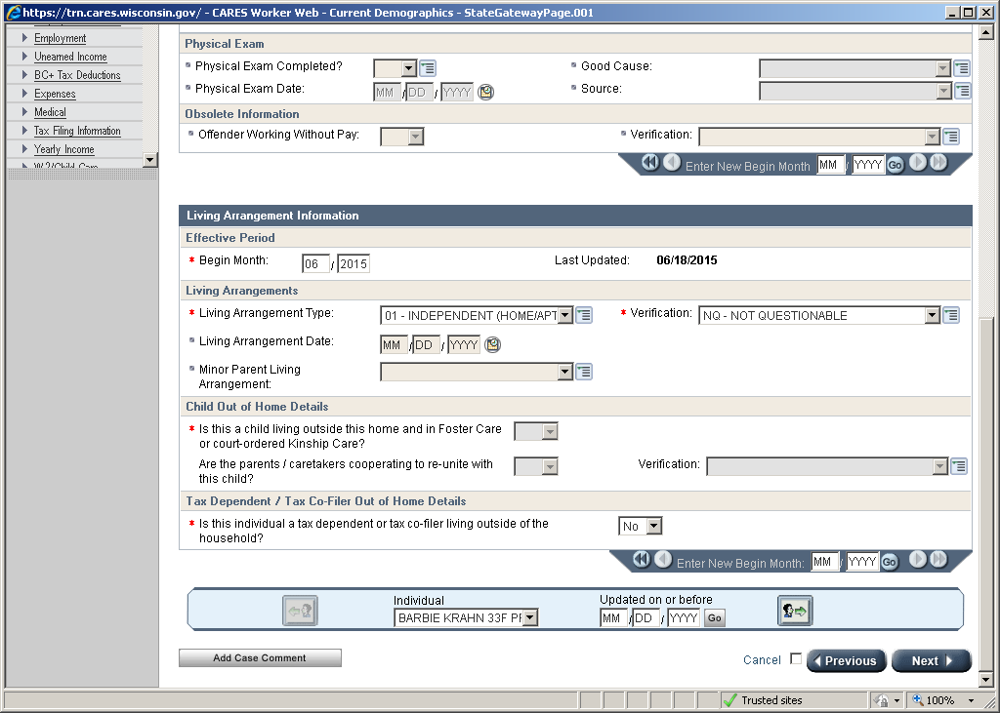 https://trn.cares.wisconsin.gov/ - CARES Worker Web - Current Demographics - StateGatewayPage.001
Employment
Unearned Income
BC+ Tax Deductions
Expenses
Medical
Tax Filing Information
Yearly Income
W-2/Child Care
Physical Exam
Physical Exam Completed?
Good Cause:
Physical Exam Date: MM / DD / YYYY
Source:
Obsolete Information
Offender Working Without Pay:
Verification:
Enter New Begin Month MM / YYYY Go
Living Arrangement Information
Effective Period
* Begin Month: 06 / 2015
Last Updated: 06/18/2015
Living Arrangements
* Living Arrangement Type: 01 - INDEPENDENT (HOME/APT
* Verification: NQ - NOT QUESTIONABLE
Living Arrangement Date: MM / DD / YYYY
Minor Parent Living
Arrangement:
Child Out of Home Details
* Is this a child living outside this home and in Foster Care
or court-ordered Kinship Care?
Are the parents / caretakers cooperating to re-unite with
this child?
Verification:
Tax Dependent / Tax Co-Filer Out of Home Details
* Is this individual a tax dependent or tax co-filer living outside of the
household?
No
Enter New Begin Month: MM / YYYY Go
Individual
BARBIE KRAHN 33F
Updated on or before
MM / DD / YYYY Go
Add Case Comment
Cancel
Previous
Next
Trusted sites
100%